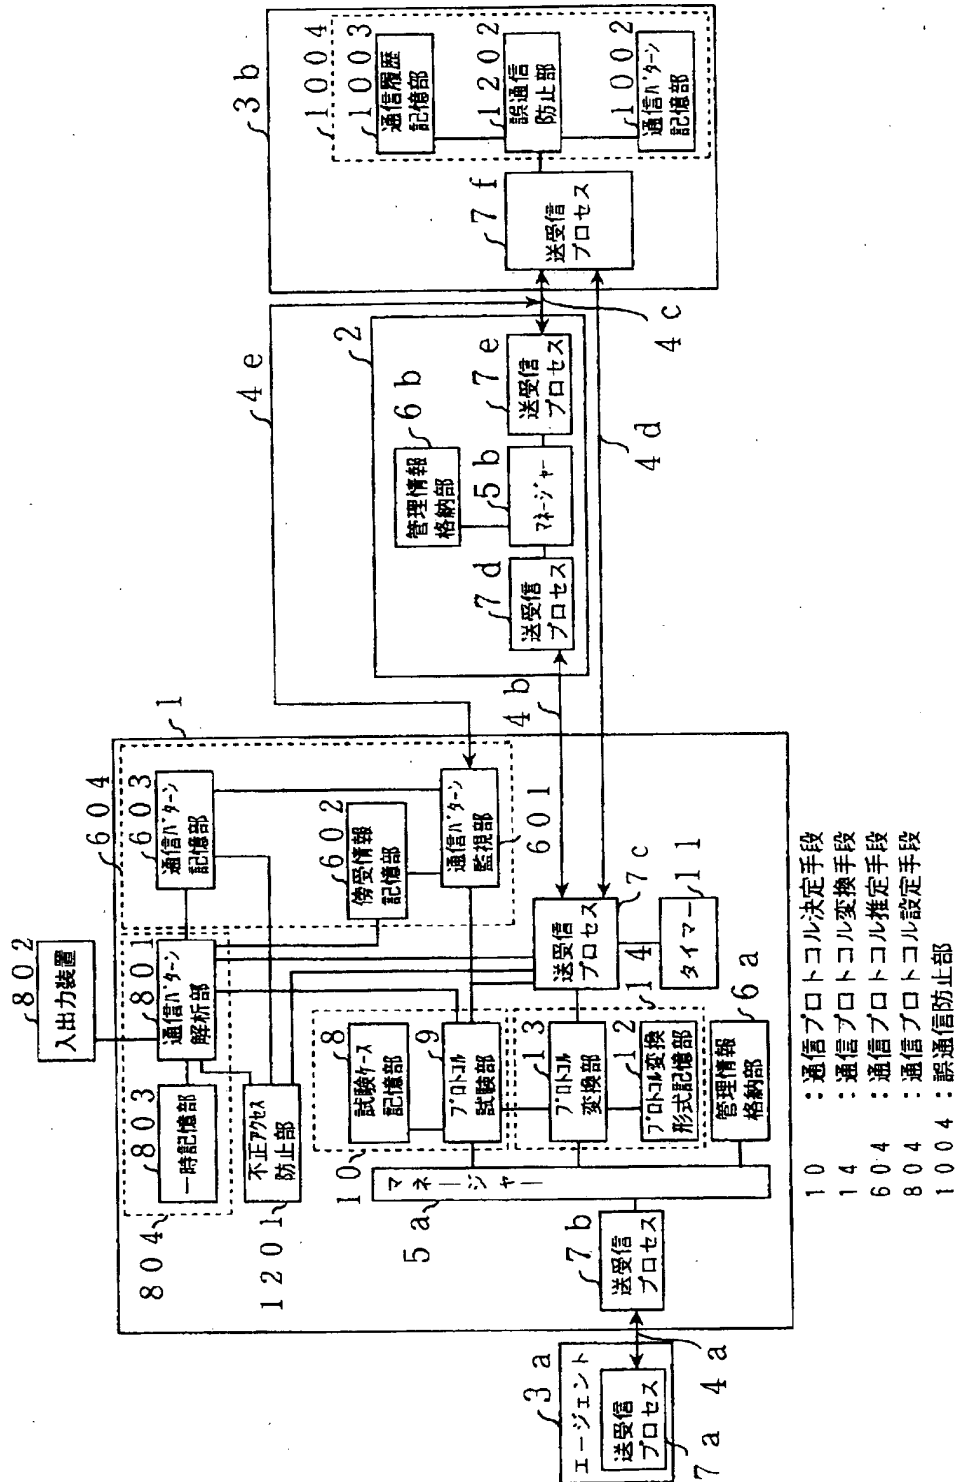 802
入出力装置
804
803
一時記憶部
801
通信パターン
解析部
604
603
通信パターン
記憶部
1
1201
不正アクセス
防止部
602
傍受情報
記憶部
通信パターン
監視部
601
4e
10
8
試験ケース
記憶部
9
プロトコル
試験部
送受信
プロセス
7c
タイマー
11
14
13
プロトコル
変換部
12
プロトコル変換
形式記憶部
6a
管理情報
格納部
マネージャー
5a
7b
送受信
プロセス
4a
3a
エージェント
送受信
プロセス
7a
4b
2
6b
管理情報
格納部
7d
送受信
プロセス
5b
マネージャー
7e
送受信
プロセス
4c
4d
3b
7f
送受信
プロセス
1004
1003
通信履歴
記憶部
1202
誤通信
防止部
1002
通信パターン
記憶部
10 :通信プロトコル決定手段
14 :通信プロトコル変換手段
604 :通信プロトコル推定手段
804 :通信プロトコル設定手段
1004 :誤通信防止部